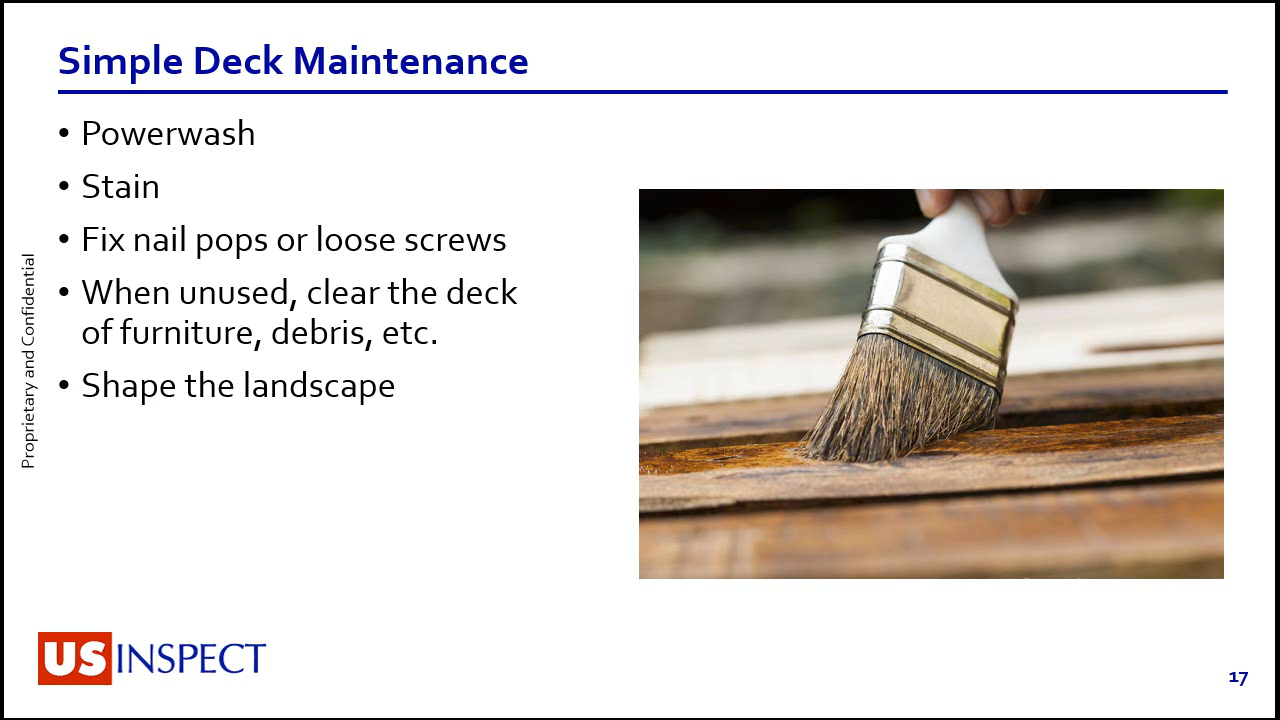 Simple Deck Maintenance
• Powerwash
• Stain
• Fix nail pops or loose screws
• When unused, clear the deck
of furniture, debris, etc.
• Shape the landscape
Proprietary and Confidential
US INSPECT
17